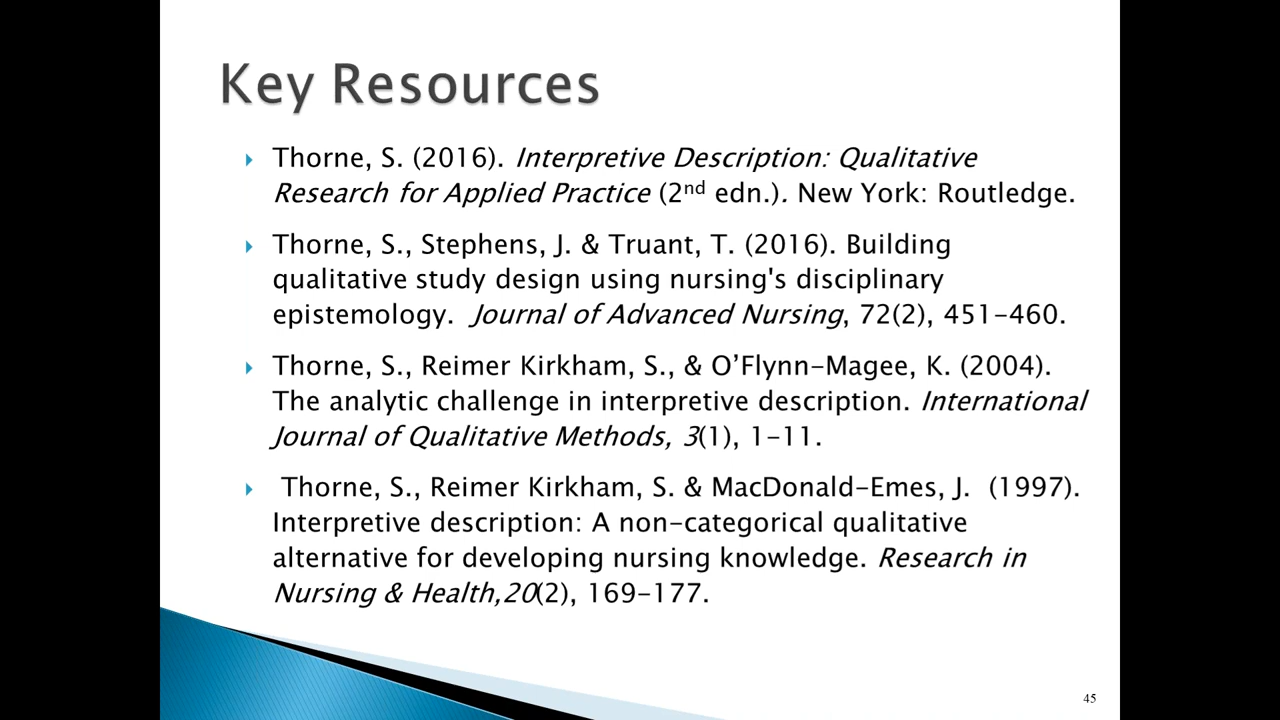 Key Resources
Thorne, S. (2016). Interpretive Description: Qualitative
Research for Applied Practice (2nd edn.). New York: Routledge.
Thorne, S., Stephens, J. & Truant, T. (2016). Building
qualitative study design using nursing's disciplinary
epistemology.  Journal of Advanced Nursing, 72(2), 451-460.
Thorne, S., Reimer Kirkham, S., & O’Flynn-Magee, K. (2004).
The analytic challenge in interpretive description. International
Journal of Qualitative Methods, 3(1), 1-11.
Thorne, S., Reimer Kirkham, S. & MacDonald-Emes, J.  (1997).
Interpretive description: A non-categorical qualitative
alternative for developing nursing knowledge. Research in
Nursing & Health,20(2), 169-177.
45